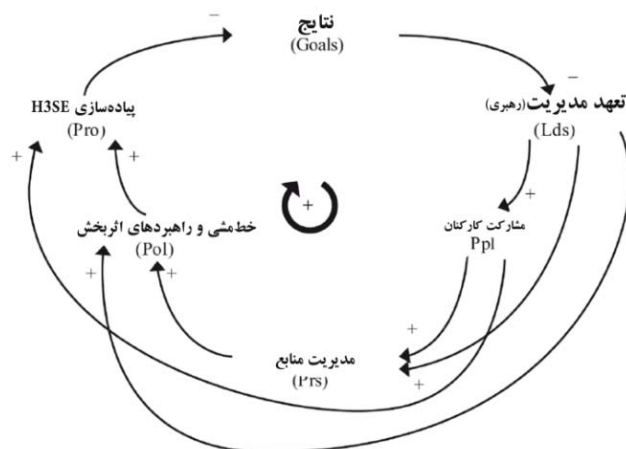 نتایج
(Goals)
−
−
تعهد مدیریت(رهبری)
(Lds)
پیاده‌سازی H3SE
(Pro)
+
+
+
مشارکت کارکنان
Ppl
+
خط‌مشی و راهبردهای اثربخش
(Pol)
+
+
+
مدیریت منابع
(Prs)
+